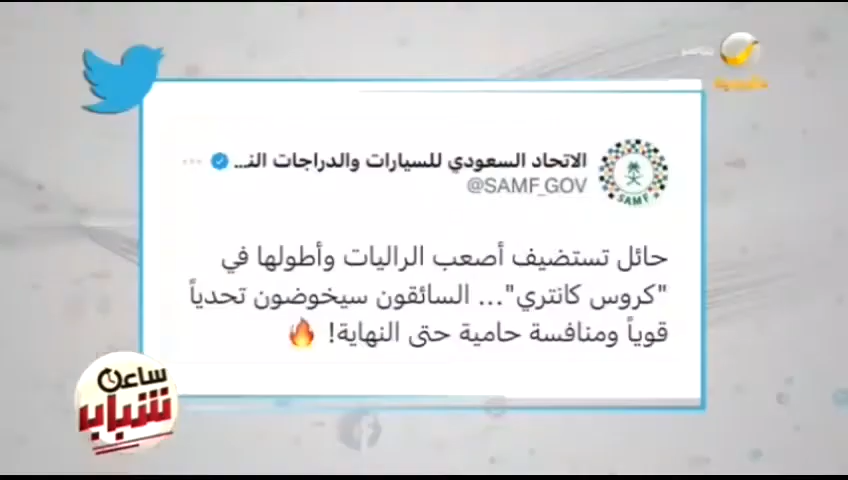 الاتحاد السعودي للسيارات والدراجات النـ...
@SAMF_GOV
SAMF
حائل تستضيف أصعب الراليات وأطولها في
"كروس كانتري"... السائقون سيخوضون تحدياً
قوياً ومنافسة حامية حتى النهاية! 🔥
ساعة
شباب